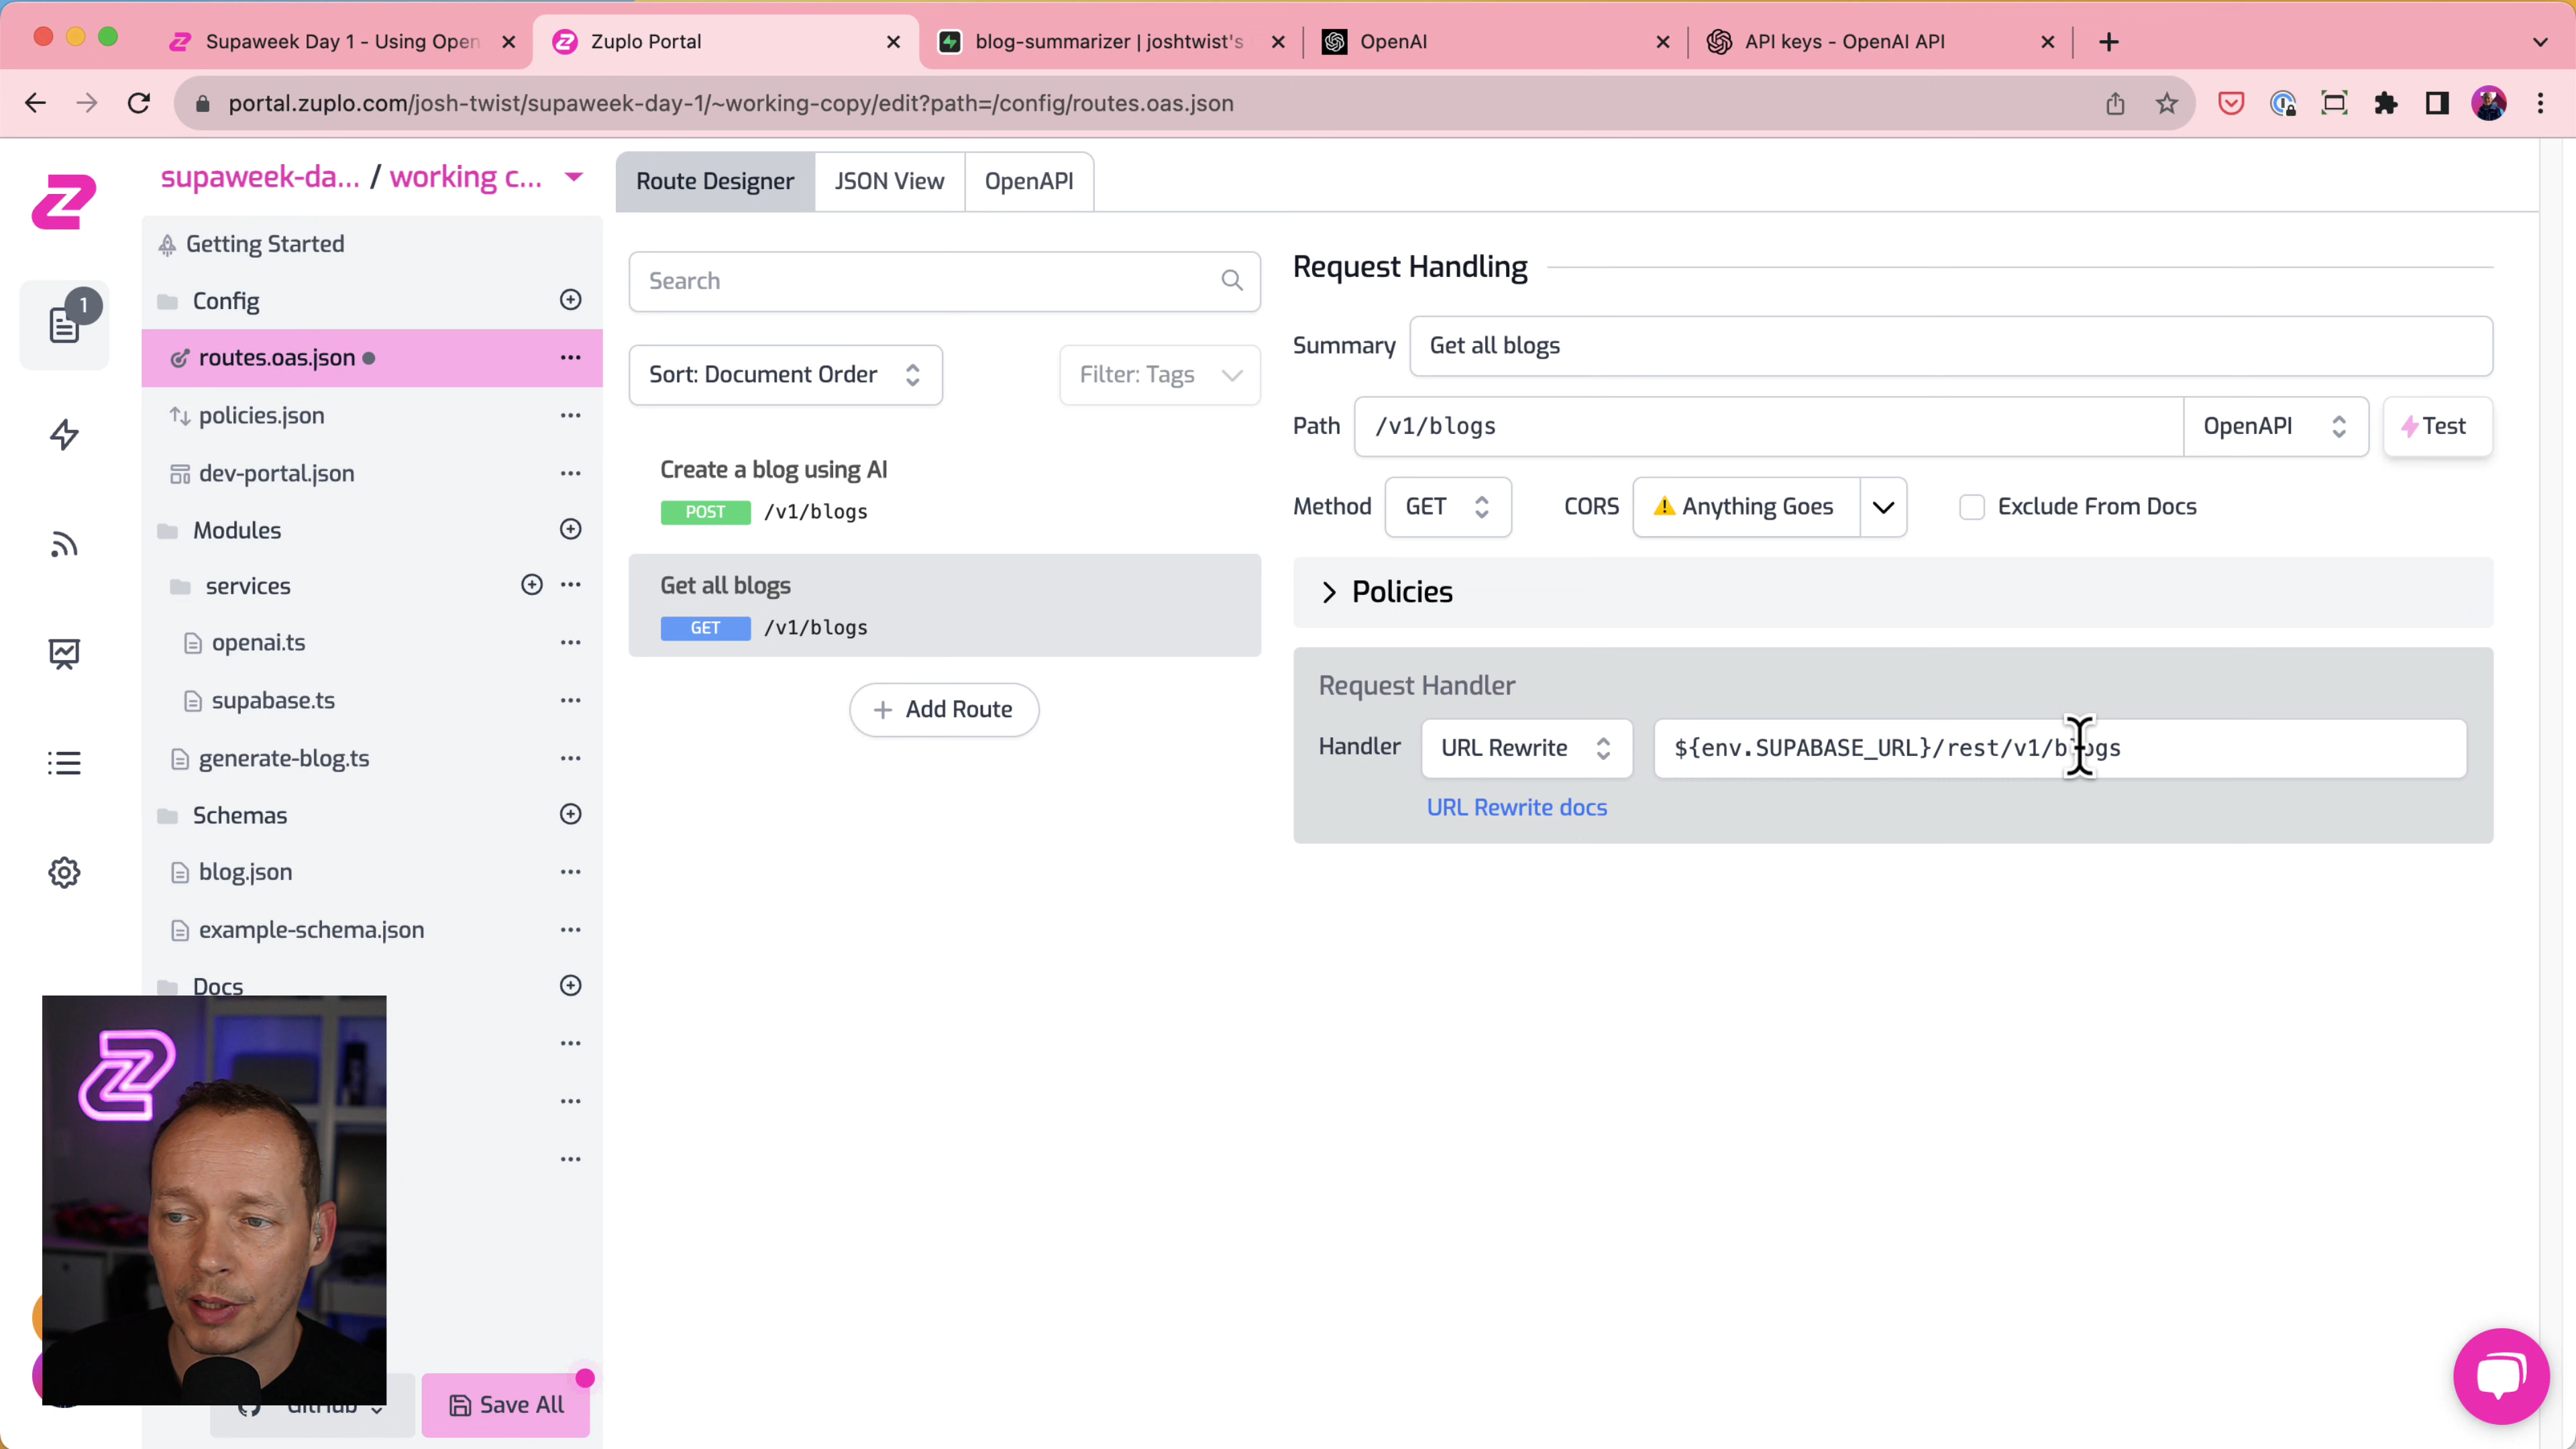 Supaweek Day 1 - Using Open
Zuplo Portal
blog-summarizer | joshtwist's
OpenAI
API keys - OpenAI API
portal.zuplo.com/josh-twist/supaweek-day-1/~working-copy/edit?path=/config/routes.oas.json
supaweek-da... / working c...
Route Designer
JSON View
OpenAPI
1
Getting Started
Config
routes.oas.json
policies.json
dev-portal.json
Modules
services
openai.ts
supabase.ts
generate-blog.ts
Schemas
blog.json
example-schema.json
Docs
GitHub
Save All
Search
Sort: Document Order
Filter: Tags
Create a blog using AI
POST /v1/blogs
Get all blogs
GET /v1/blogs
Add Route
Request Handling
Summary Get all blogs
Path /v1/blogs OpenAPI Test
Method GET CORS Anything Goes Exclude From Docs
Policies
Request Handler
Handler URL Rewrite ${env.SUPABASE_URL}/rest/v1/blogs
URL Rewrite docs